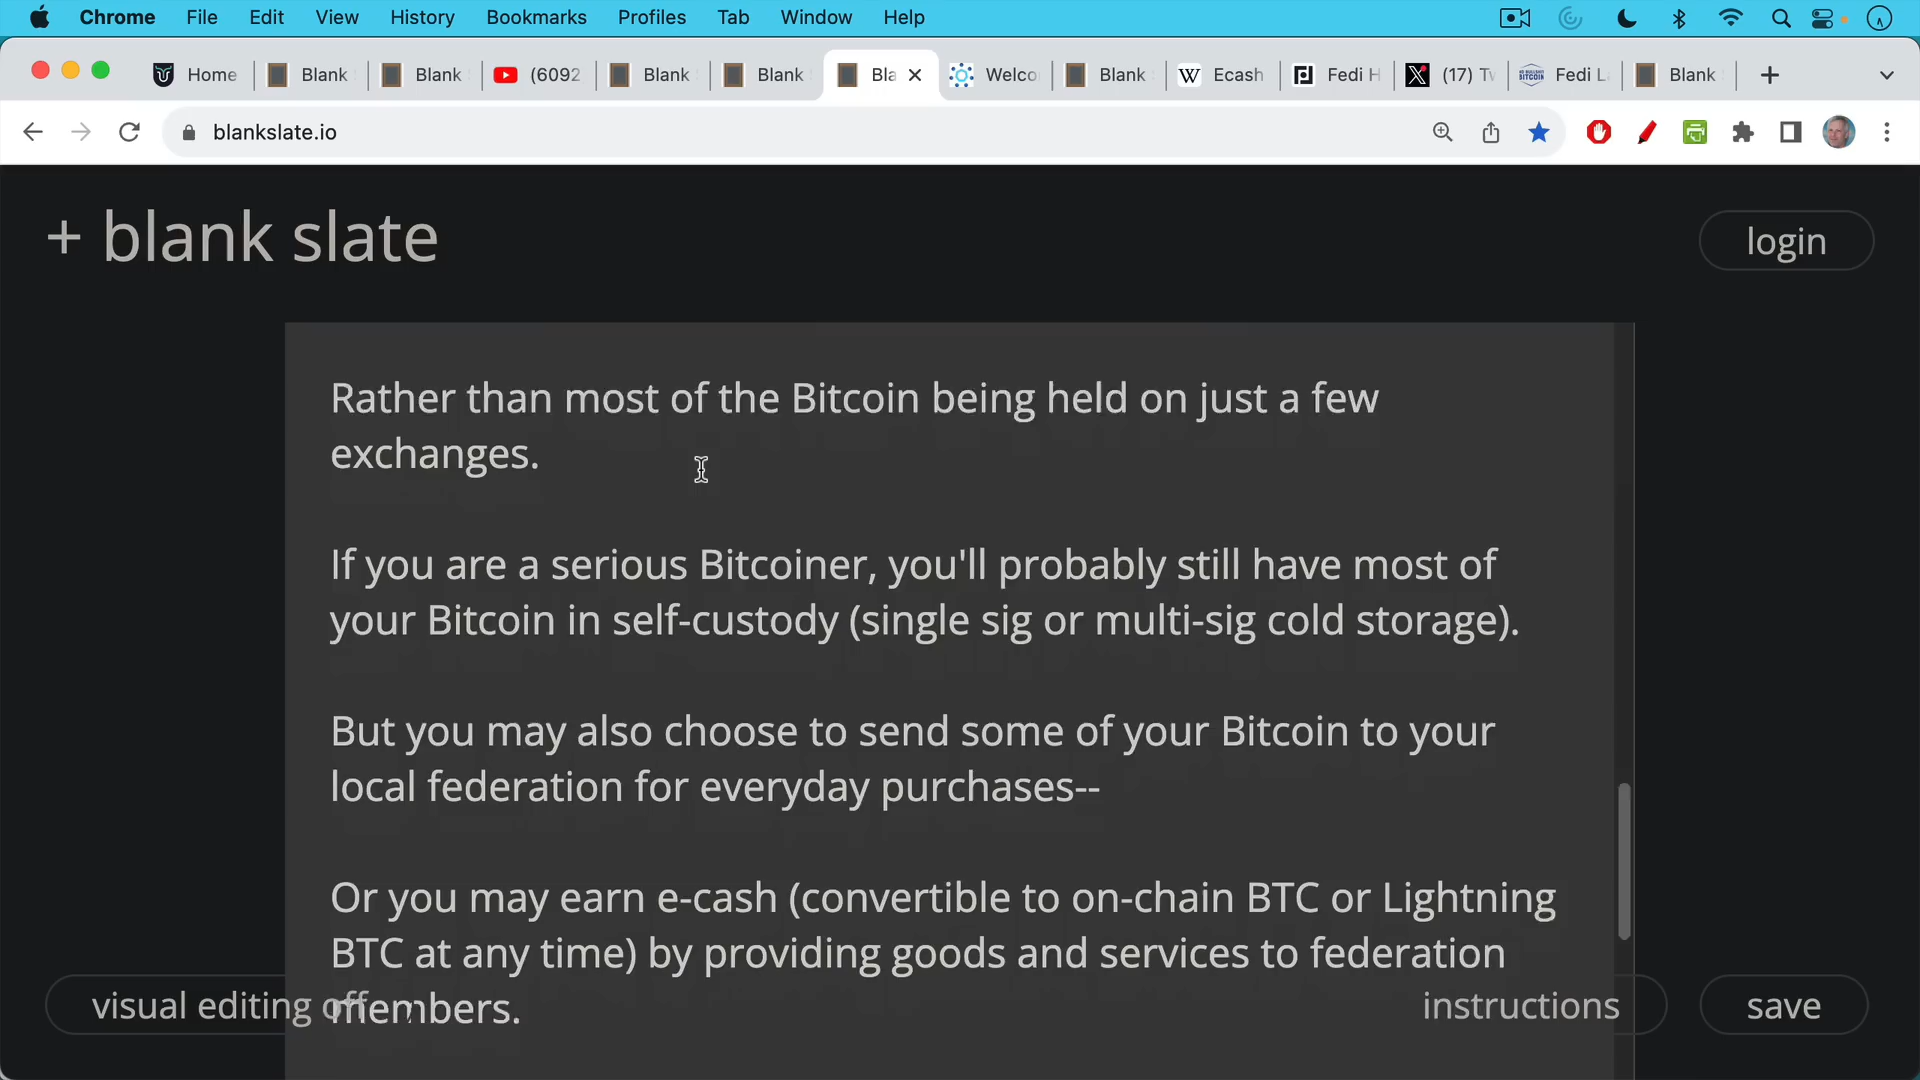 Chrome File Edit View History Bookmarks Profiles Tab Window Help
Home Blank Blank (6092 Blank Blank Bla Welco Blank Ecash Fedi H (17) Tw Fedi L Blank
blankslate.io
+ blank slate
login
Rather than most of the Bitcoin being held on just a few
exchanges.
If you are a serious Bitcoiner, you'll probably still have most of
your Bitcoin in self-custody (single sig or multi-sig cold storage).
But you may also choose to send some of your Bitcoin to your
local federation for everyday purchases--
Or you may earn e-cash (convertible to on-chain BTC or Lightning
BTC at any time) by providing goods and services to federation
members.
visual editing off
instructions
save